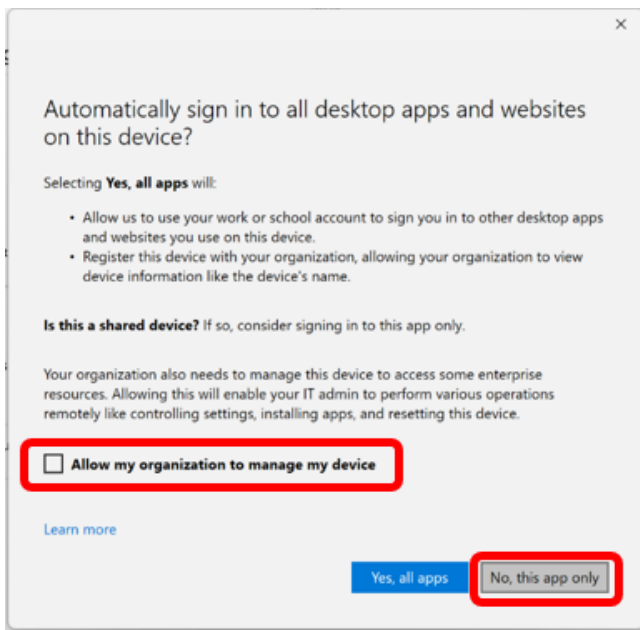 Automatically sign in to all desktop apps and websites
on this device?
Selecting Yes, all apps will:
• Allow us to use your work or school account to sign you in to other desktop apps
and websites you use on this device.
• Register this device with your organization, allowing your organization to view
device information like the device's name.
Is this a shared device? If so, consider signing in to this app only.
Your organization also needs to manage this device to access some enterprise
resources. Allowing this will enable your IT admin to perform various operations
remotely like controlling settings, installing apps, and resetting this device.
Allow my organization to manage my device
Learn more
Yes, all apps
No, this app only